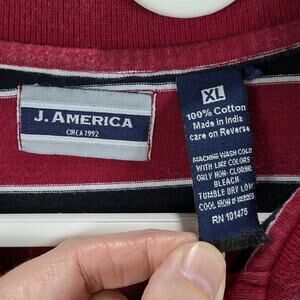 J. AMERICA
CIRCA 1992
XL
100% Cotton
Made in India
care on Reverse
MACHINE WASH COLD
WITH LIKE COLORS
ONLY NON-CLORINE
BLEACH
TUMBLE DRY LOW
COOL IRON IF NEEDED
RN 101475